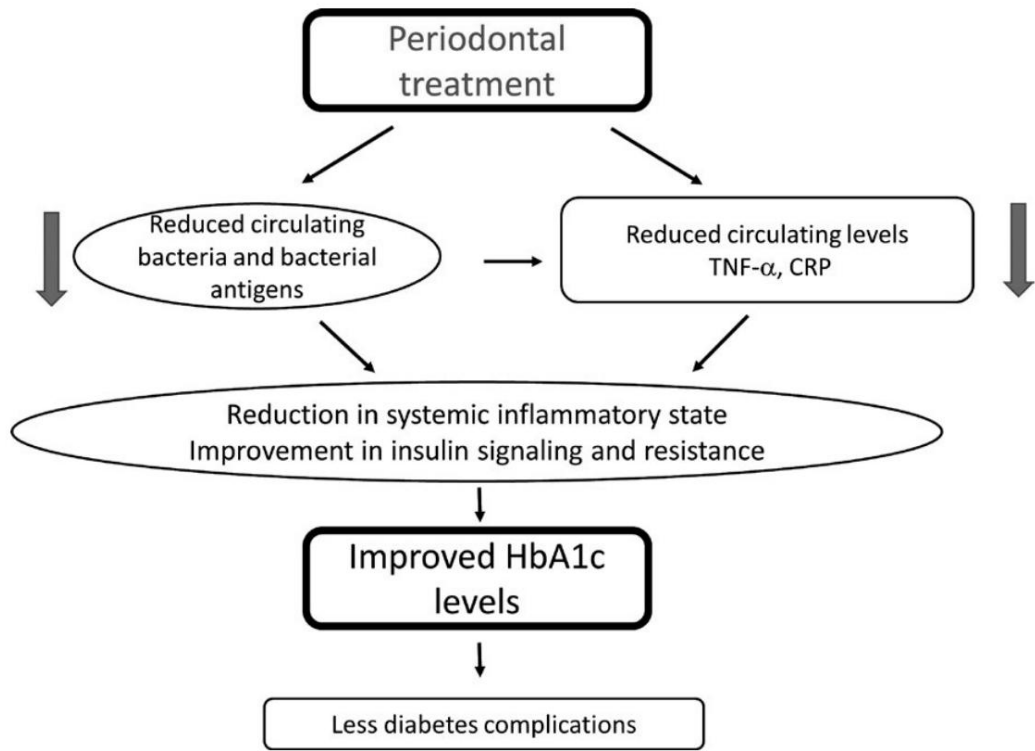 Periodontal
treatment
Reduced circulating
bacteria and bacterial
antigens
Reduced circulating levels
TNF-α, CRP
Reduction in systemic inflammatory state
Improvement in insulin signaling and resistance
Improved HbA1c
levels
Less diabetes complications